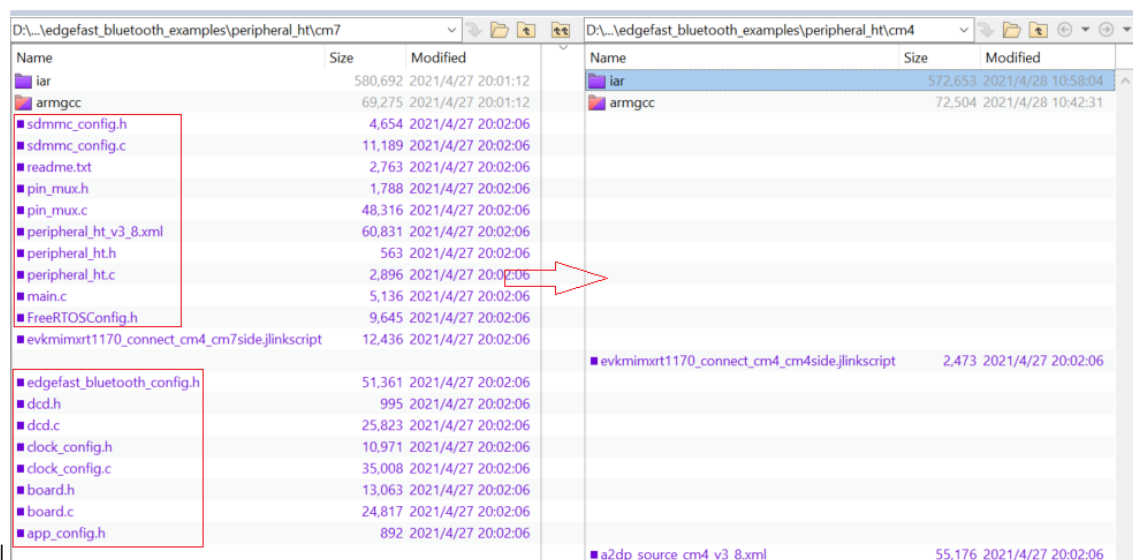 D:\...\edgefast_bluetooth_examples\peripheral_ht\cm7 D:\...\edgefast_bluetooth_examples\peripheral_ht\cm4
Name Size Modified Name Size Modified
iar 580,692 2021/4/27 20:01:12 iar 572,653 2021/4/28 10:58:04
armgcc 69,275 2021/4/27 20:01:12 armgcc 72,504 2021/4/28 10:42:31
sdmmc_config.h 4,654 2021/4/27 20:02:06
sdmmc_config.c 11,189 2021/4/27 20:02:06
readme.txt 2,763 2021/4/27 20:02:06
pin_mux.h 1,788 2021/4/27 20:02:06
pin_mux.c 48,316 2021/4/27 20:02:06
peripheral_ht_v3_8.xml 60,831 2021/4/27 20:02:06
peripheral_ht.h 563 2021/4/27 20:02:06
peripheral_ht.c 2,896 2021/4/27 20:02:06
main.c 5,136 2021/4/27 20:02:06
FreeRTOSConfig.h 9,645 2021/4/27 20:02:06
evkmimxrt1170_connect_cm4_cm7side.jlinkscript 12,436 2021/4/27 20:02:06
evkmimxrt1170_connect_cm4_cm4side.jlinkscript 2,473 2021/4/27 20:02:06
edgefast_bluetooth_config.h 51,361 2021/4/27 20:02:06
dcd.h 995 2021/4/27 20:02:06
dcd.c 25,823 2021/4/27 20:02:06
clock_config.h 10,971 2021/4/27 20:02:06
clock_config.c 35,008 2021/4/27 20:02:06
board.h 13,063 2021/4/27 20:02:06
board.c 24,817 2021/4/27 20:02:06
app_config.h 892 2021/4/27 20:02:06
a2dp_source_cm4_v3_8.xml 55,176 2021/4/27 20:02:06